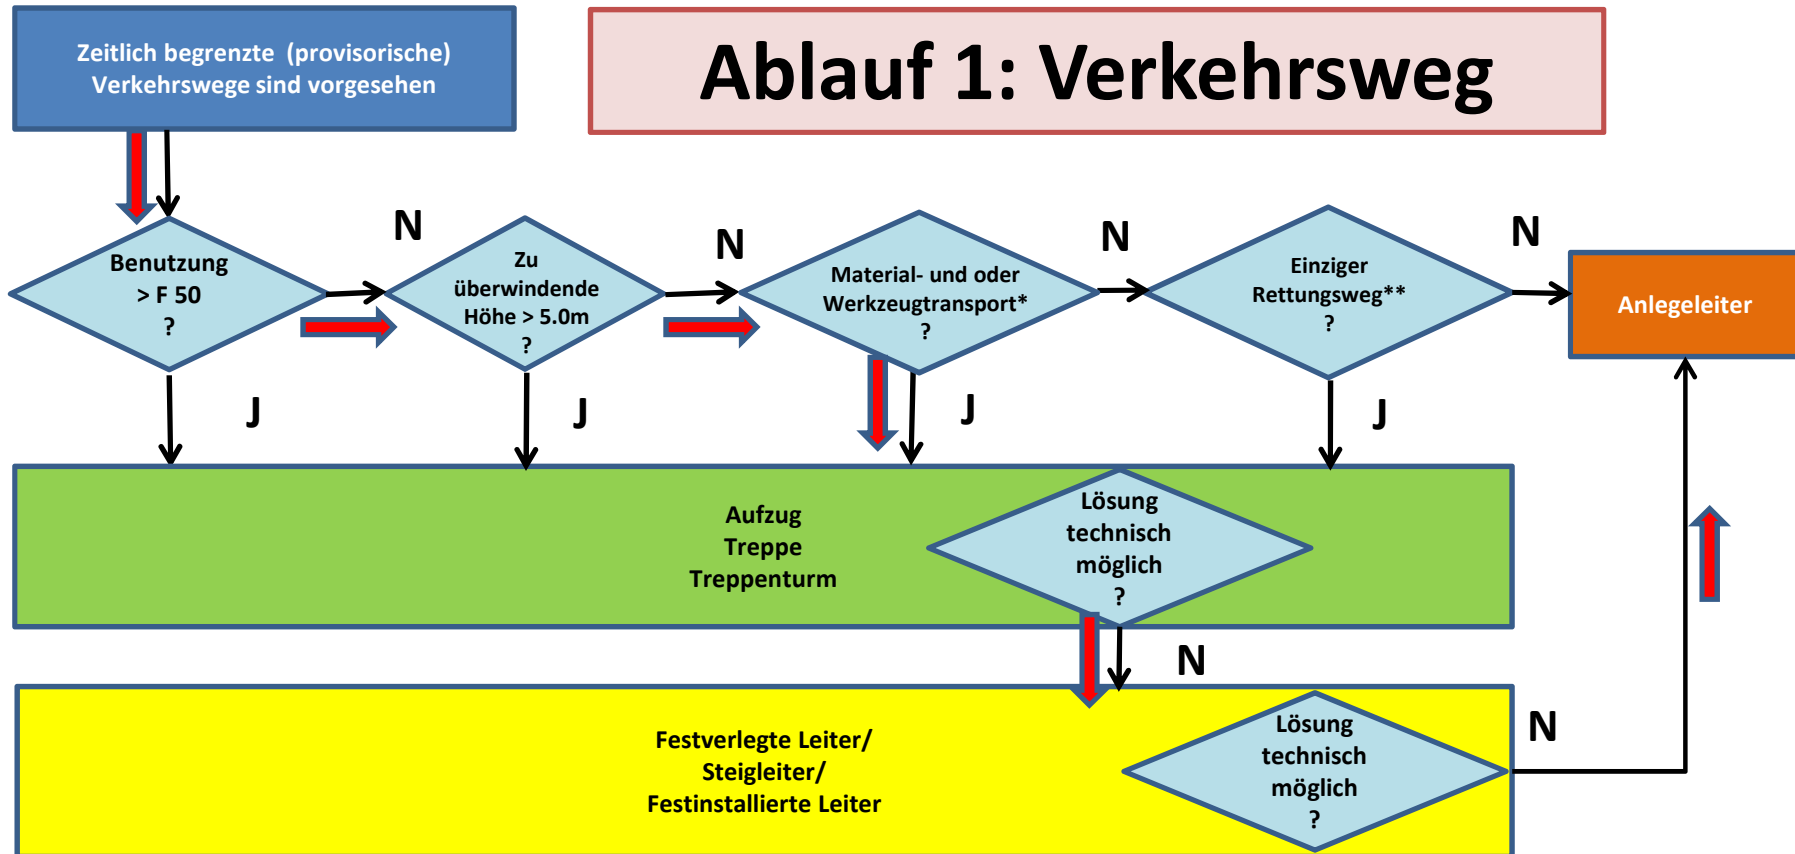 Zeitlich begrenzte (provisorische)
Verkehrswege sind vorgesehen
Ablauf 1: Verkehrsweg
N
N
N
N
Benutzung
> F 50
?
Zu
überwindende
Höhe > 5.0m
?
Material- und oder
Werkzeugtransport*
?
Einziger
Rettungsweg**
?
Anlegeleiter
J
J
J
J
Aufzug
Treppe
Treppenturm
Lösung
technisch
möglich
?
N
Festverlegte Leiter/
Steigleiter/
Festinstallierte Leiter
Lösung
technisch
möglich
?
N